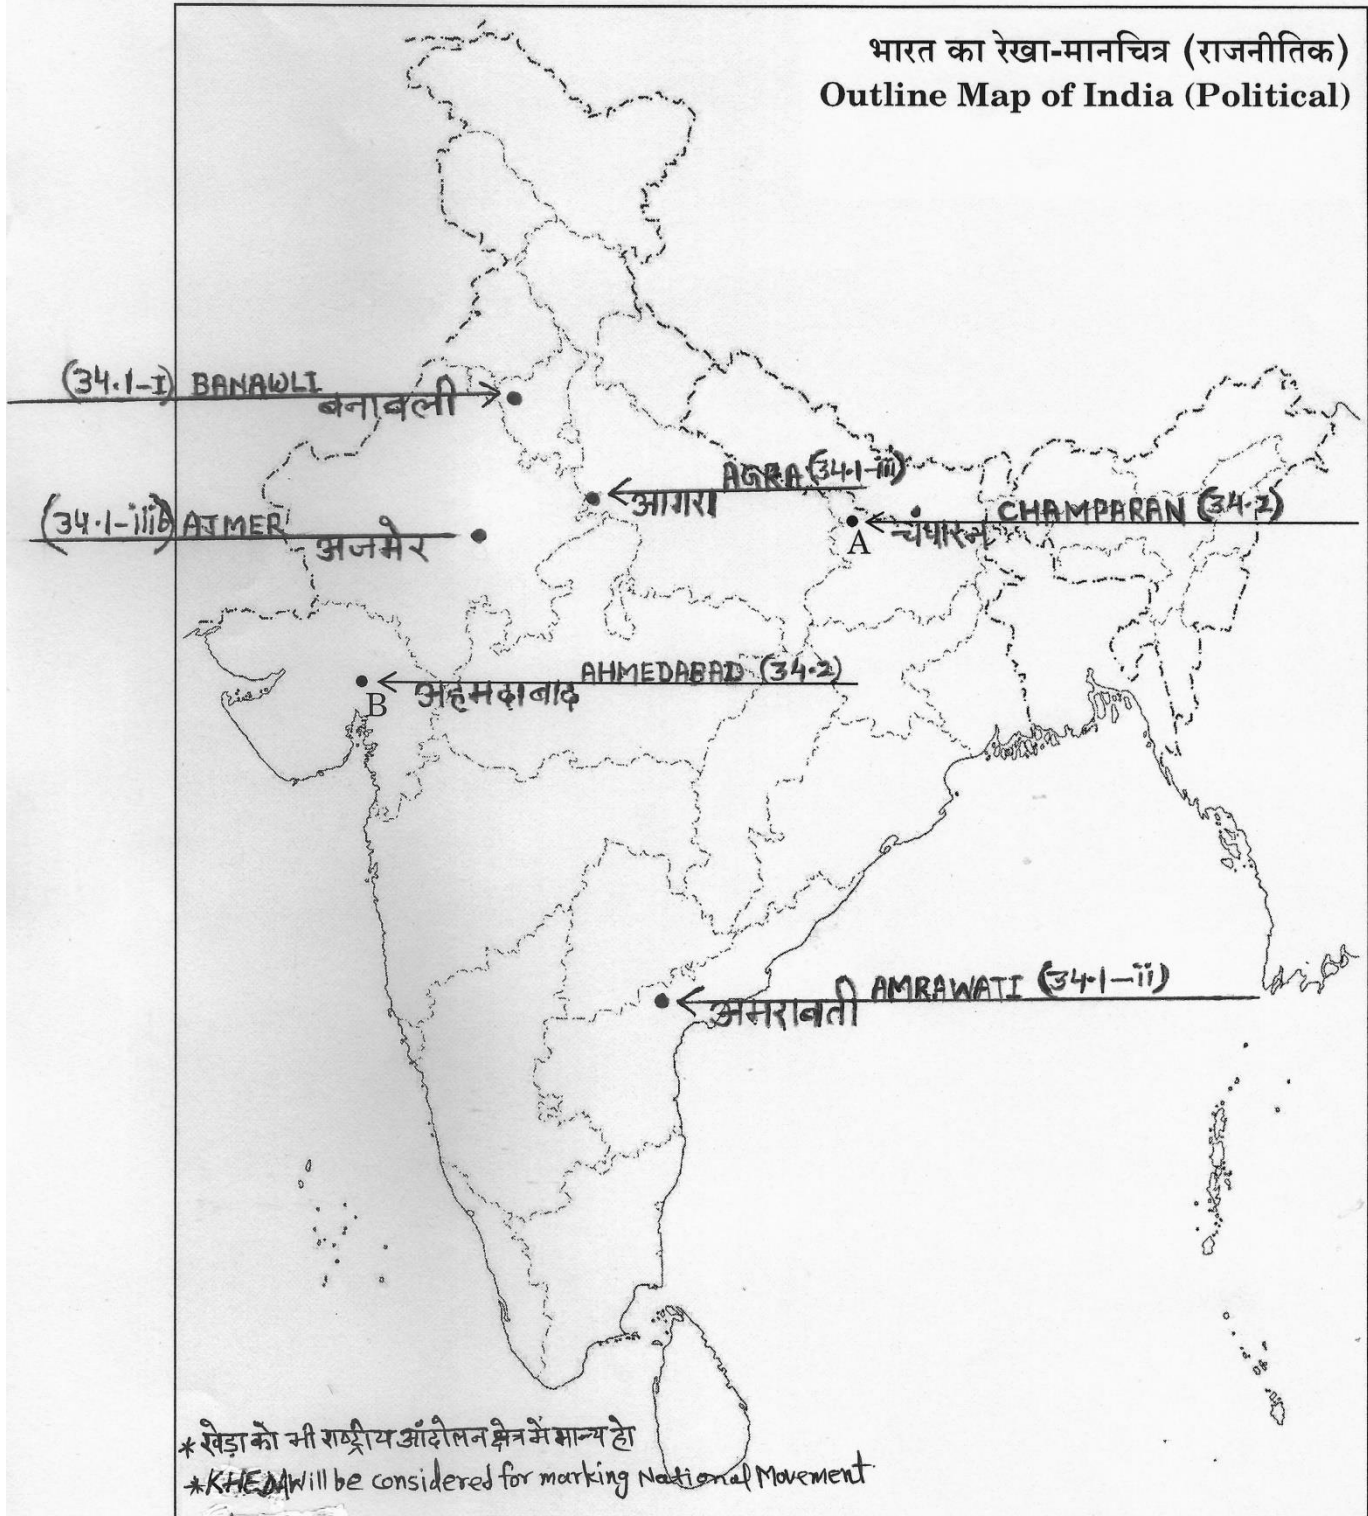 भारत का रेखा-मानचित्र (राजनीतिक)
Outline Map of India (Political)
(34.1-I) BANAWLI
बनावली
AGRA (34.1-iii)
आगरा
CHAMPARAN (34.2)
A चंपारन
(34.1-iiib) AJMER
अजमेर
AHMEDABAD (34.2)
B अहमदाबाद
AMRAWATI (34.1-ii)
अमरावती
* खेड़ा को भी राष्ट्रीय आंदोलन क्षेत्र में मान्य हो
* KHEDA Will be considered for marking National Movement